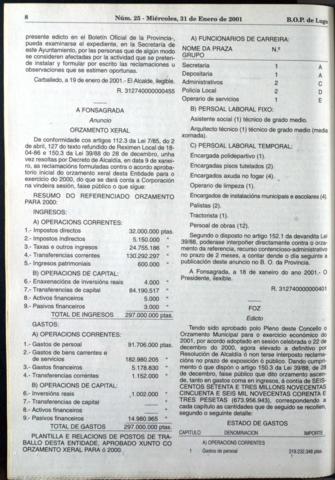 8
Núm. 25 - Miércoles, 31 de Enero de 2001
B.O.P. de Lugo
presente edicto en el Boletín Oficial de la Provincia-,
pueda examinarse el expediente, en la Secretaría de
este Ayuntamiento, por las personas que de algún modo
se consideren afectadas por la actividad que se preten-
de instalar y formular por escrito las reclamaciones u
observaciones que se estimen oportunas.
Carballedo, a 19 de enero de 2001.- El Alcalde, ilegible.
R. 312740000000455
A FONSAGRADA
Anuncio
ORZAMENTO XERAL
De conformidade cos artigos 112.3 da Lei 7/85, do 2 de
abril, 127 do texto refundido de Reximen Local de 18-
04-86 e 150.3 da Lei 39/88 do 28 de decembro, unha
vez resoltas por Decreto da Alcaldía, en data 9 de xanei-
ro, as reclamacións formuladas contra o acordo aproba-
torio inicial do orzamento xeral desta Entidade para o
exercicio do 2000, do que se dará conta á Corporación
na vindeira sesión, faise público o que sigue:
RESUMO DO REFERENCIADO ORZAMENTO
PARA 2000:
INGRESOS:
A) OPERACIONS CORRENTES:
1.- Impostos directos 32.000.000 ptas.
2.- Impostos indirectos 5.150.000 "
3.- Taxas e outros ingresos 24.755.186 "
4.- Transferencias correntes 130.292.297 "
5.- Ingresos patrimoniais 600.000 "
B) OPERACIONS DE CAPITAL:
6.- Enaxenacións de inversións reais 4.000 "
7.- Transferencias de capital 84.190.517 "
8.- Activos financeiros 5.000 "
9.- Pasivos financeiros 3.000 "
TOTAL DE INGRESOS 297.000.000 ptas.
GASTOS:
A) OPERACIONS CORRENTES:
1.- Gastos de persoal 91.706.000 ptas.
2.- Gastos de bens correntes e
de servicios 182.980.205 "
3.- Gastos financeiros 5.178.830 "
4.- Transferencias correntes 1.152.000 "
B) OPERACIONS DE CAPITAL:
6.- Inversións reais 1.002.000 "
7.- Transferencias de capital
8.- Activos financeiros
9.- Pasivos financeiros 14.980.965 "
TOTAL DE GASTOS 297.000.000 ptas.
PLANTILLA E RELACIONS DE POSTOS DE TRA-
BALLO DESTA ENTIDADE, APROBADO XUNTO CO
ORZAMENTO XERAL PARA ó 2000.
A) FUNCIONARIOS DE CARREIRA:
NOME DA PRAZA N.º
GRUPO
Secretaria 1 A
Depositaria 1 A
Administrativos 2 C
Policía Local 2 D
Operario de servicios 1 E
B) PERSOAL LABORAL FIXO:
Asistente social (1) técnico de grado medio.
Arquitecto técnico (1) técnico de grado medio (media
xornada).
C) PERSOAL LABORAL TEMPORAL:
Encargada polideportivo (1).
Encargadas pisos tutelados (2).
Encargados axuda no fogar (4).
Operario de limpeza (1).
Encargados de instalacións municipais e escolares (4).
Palistas (2).
Tractorista (1).
Persoal de obras (12).
Segundo o disposto no artigo 152.1 da devandita Lei
39/88, poderase interpoñer directamente contra o orza-
mento da referencia, recurso contencioso-administrativo
no prazo de 2 meses, a contar dende o día seguinte á
publicación deste anuncio no B. O. da Provincia.
A Fonsagrada, a 18 de xaneiro do ano 2001.- O
Presidente, ilexible.
R. 312740000000401
FOZ
Edicto
Tendo sido aprobado polo Pleno deste Concello o
Orzamento Municipal para o exercicio económico do
2001, por acordo adoptado en sesión celebrada o 22 de
decembro do 2000, agora elevado a definitivo por
Resolución da Alcaldía ó non terse interposto reclama-
cións no prazo de exposición ó público. Dando cumpri-
mento ó que dispón o artigo 150.3 da Lei 39/88, do 28 de
decembro, faise público que dito orzamento ascen-
de, tanto en gastos coma en ingresos, á contía de SEIS-
CENTOS SETENTA E TRES MILLÓNS NOVECENTAS
CINCUENTA E SEIS MIL NOVECENTAS CORENTA E
TRES PESETAS (673.956.943), correspondendo a
cada capítulo as cantidades que de seguido se recollen,
segundo o seguinte detalle:
ESTADO DE GASTOS
CAPITULO DENOMINACION IMPORTE
A) OPERACIONS CORRENTES
1 Gastos de persoal 219.232.348 ptas.